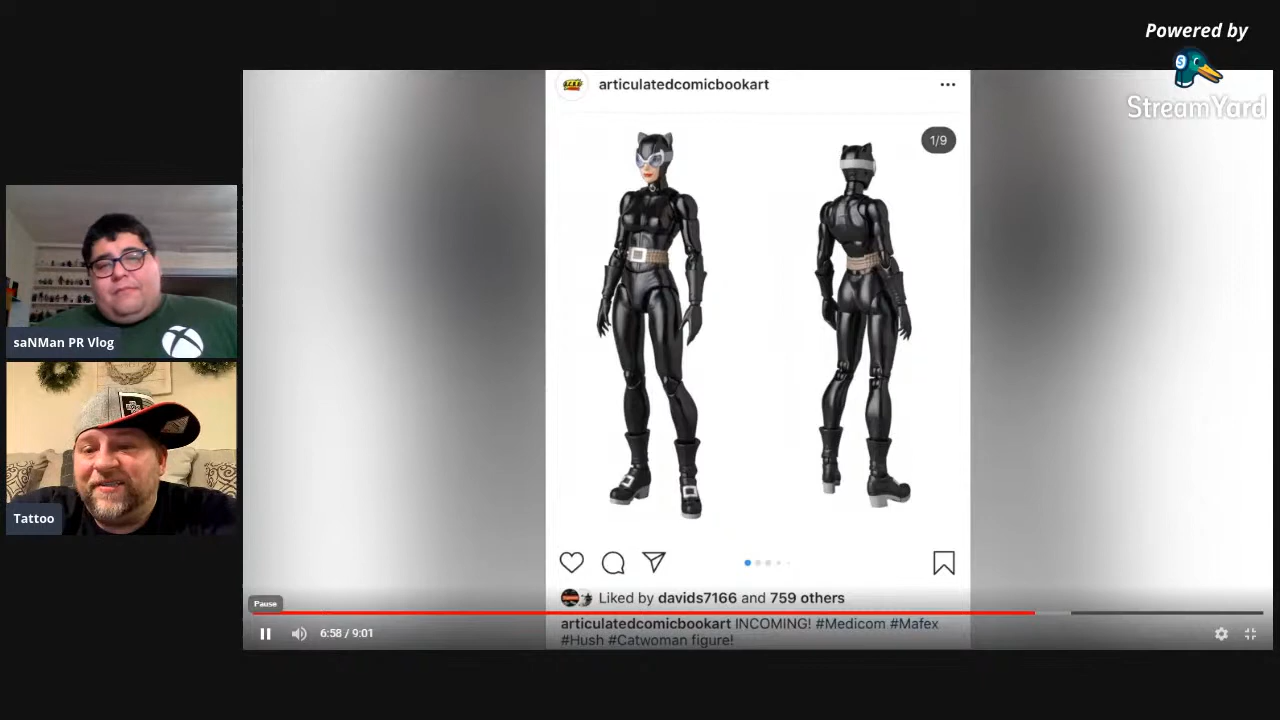 Powered by
StreamYard
articulatedcomicbookart
1/9
saNMan PR Vlog
Tattoo
Liked by davids7166 and 759 others
Pause
articulatedcomicbookart INCOMING! #Medicom #Mafex
#Hush #Catwoman figure!
6:58 / 9:01